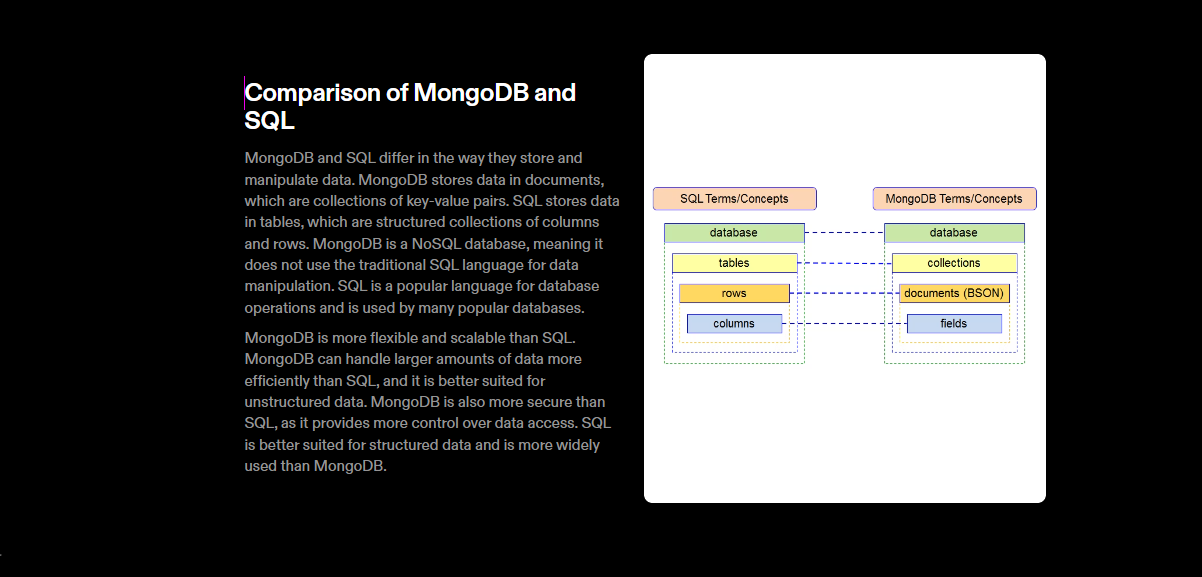 Comparison of MongoDB and
SQL
MongoDB and SQL differ in the way they store and
manipulate data. MongoDB stores data in documents,
which are collections of key-value pairs. SQL stores data
in tables, which are structured collections of columns
and rows. MongoDB is a NoSQL database, meaning it
does not use the traditional SQL language for data
manipulation. SQL is a popular language for database
operations and is used by many popular databases.
MongoDB is more flexible and scalable than SQL.
MongoDB can handle larger amounts of data more
efficiently than SQL, and it is better suited for
unstructured data. MongoDB is also more secure than
SQL, as it provides more control over data access. SQL
is better suited for structured data and is more widely
used than MongoDB.
SQL Terms/Concepts
database
tables
rows
columns
MongoDB Terms/Concepts
database
collections
documents (BSON)
fields